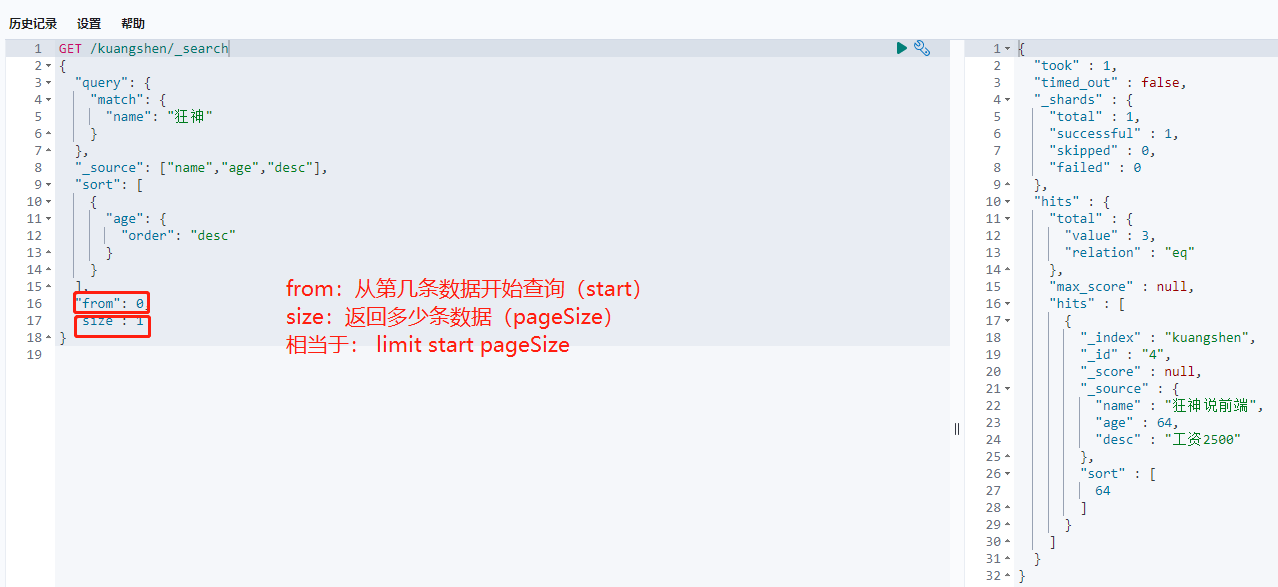 历史记录 设置 帮助
1 GET /kuangshen/_search
2 {
3 "query": {
4 "match": {
5 "name": "狂神"
6 }
7 },
8 "_source": ["name","age","desc"],
9 "sort": [
10 {
11 "age": {
12 "order": "desc"
13 }
14 }
15 ],
16 "from": 0,
17 "size": 1
18 }
19
from：从第几条数据开始查询（start）
size：返回多少条数据（pageSize）
相当于： limit start pageSize
1 {
2 "took" : 1,
3 "timed_out" : false,
4 "_shards" : {
5 "total" : 1,
6 "successful" : 1,
7 "skipped" : 0,
8 "failed" : 0
9 },
10 "hits" : {
11 "total" : {
12 "value" : 3,
13 "relation" : "eq"
14 },
15 "max_score" : null,
16 "hits" : [
17 {
18 "_index" : "kuangshen",
19 "_id" : "4",
20 "_score" : null,
21 "_source" : {
22 "name" : "狂神说前端",
23 "age" : 64,
24 "desc" : "工资2500"
25 },
26 "sort" : [
27 64
28 ]
29 }
30 ]
31 }
32 }